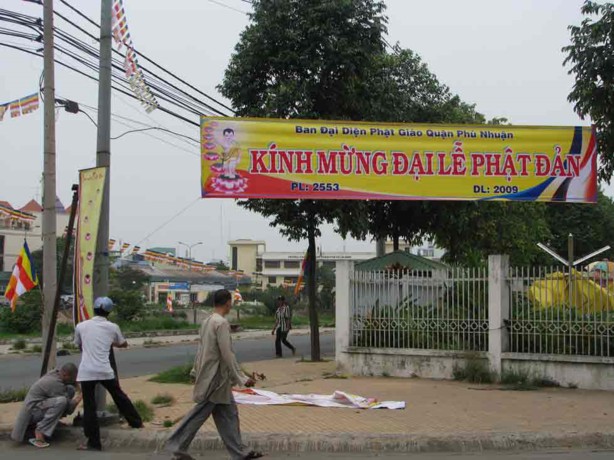 Ban Đại Diện Phật Giáo Quận Phú Nhuận
KÍNH MỪNG ĐẠI LỄ PHẬT ĐẢN
PL: 2553 DL: 2009